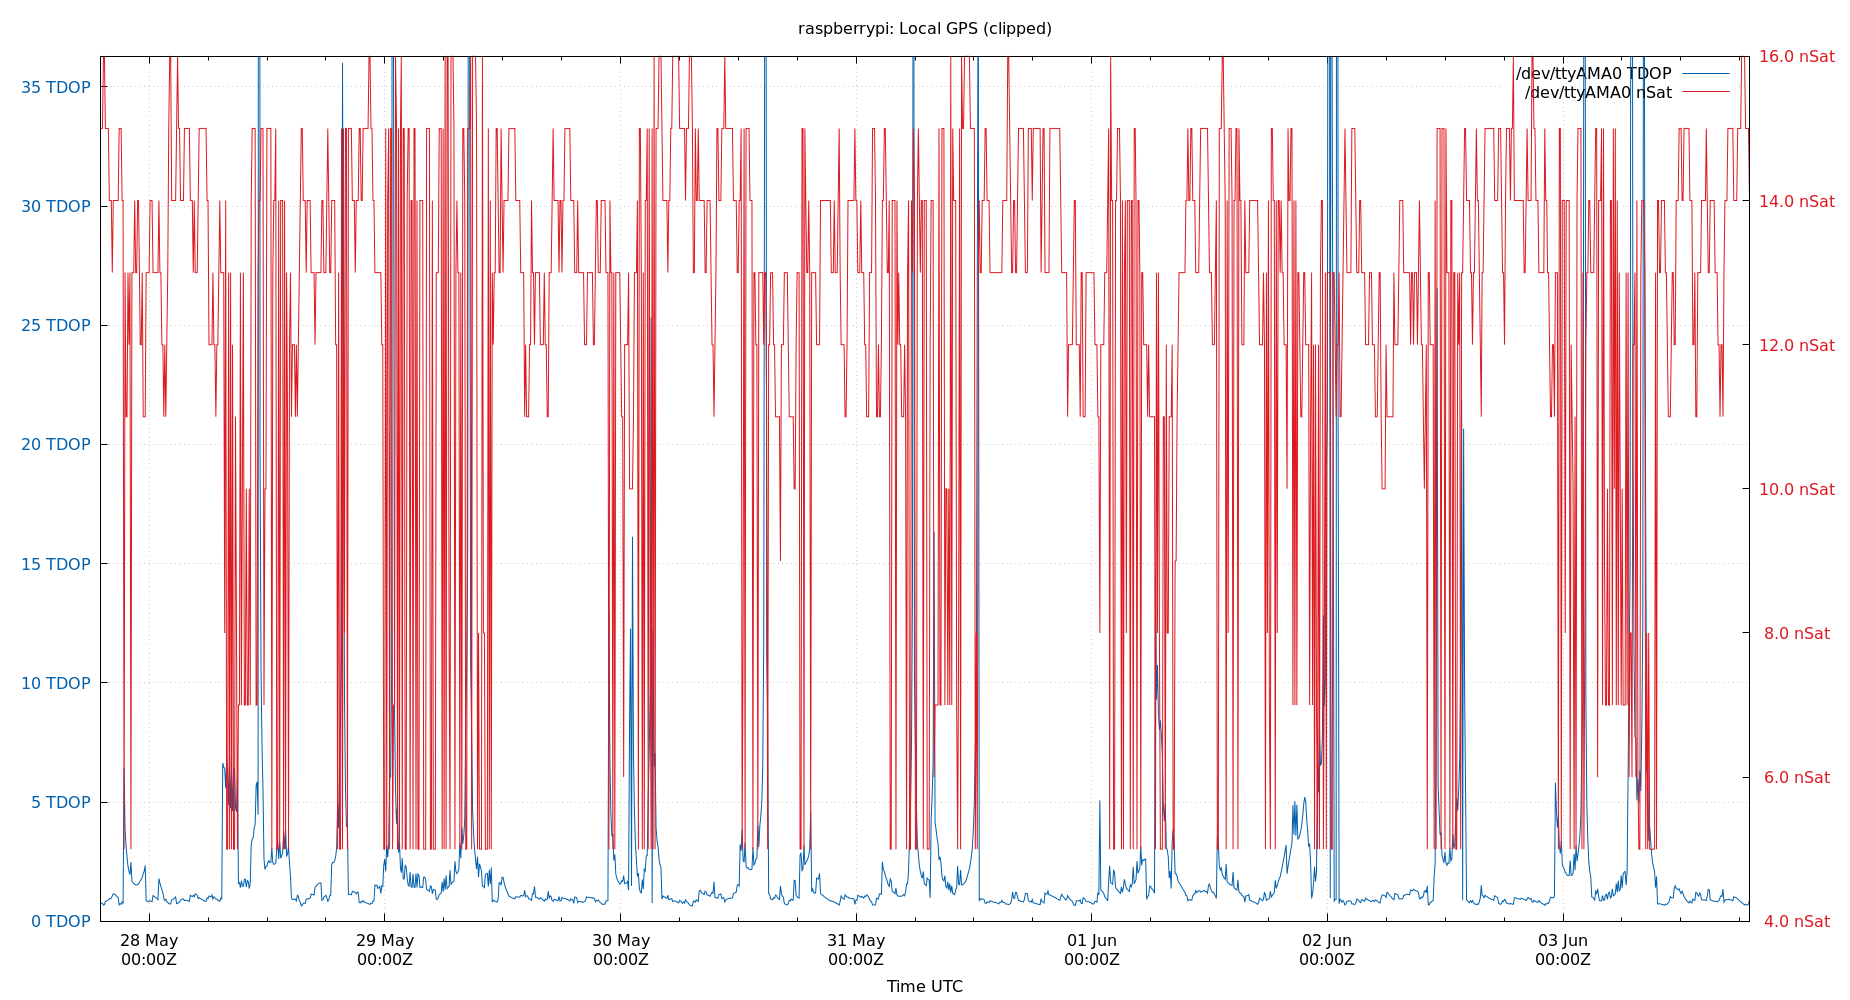 raspberrypi: Local GPS (clipped)
/dev/ttyAMA0 TDOP
/dev/ttyAMA0 nSat
35 TDOP
30 TDOP
25 TDOP
20 TDOP
15 TDOP
10 TDOP
5 TDOP
0 TDOP
16.0 nSat
14.0 nSat
12.0 nSat
10.0 nSat
8.0 nSat
6.0 nSat
4.0 nSat
28 May
00:00Z
29 May
00:00Z
30 May
00:00Z
31 May
00:00Z
01 Jun
00:00Z
02 Jun
00:00Z
03 Jun
00:00Z
Time UTC